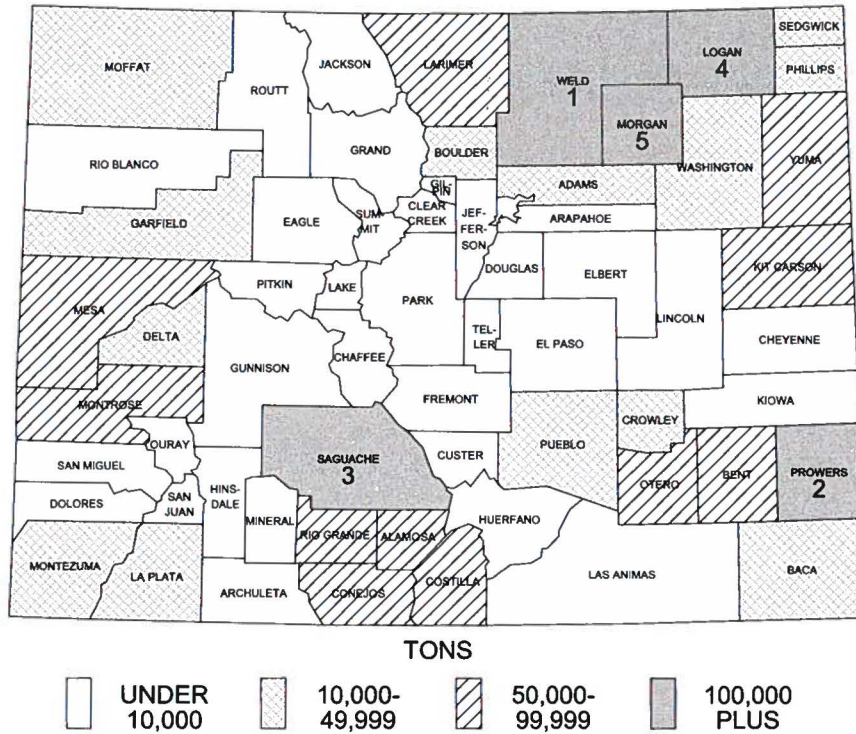 SEDGWICK
MOFFAT
JACKSON
LARIMER
LOGAN
4
WELD
1
PHILLIPS
ROUTT
MORGAN
5
GRAND
BOULDER
YUMA
WASHINGTON
RIO BLANCO
GIL-
PIN
ADAMS
CLEAR
CREEK
SUM
MIT
JEF-
FER-
SON
GARFIELD
EAGLE
ARAPAHOE
DOUGLAS
ELBERT
KIT CARSON
PITKIN
LAKE
PARK
MESA
LINCOLN
DELTA
TEL-
LER
EL PASO
CHEYENNE
CHAFFEE
GUNNISON
MONTROSE
FREMONT
CROWLEY
KIOWA
OURAY
PUEBLO
SAGUACHE
3
CUSTER
SAN MIGUEL
OTERO
BENT
PROWERS
2
DOLORES
SAN
JUAN
HINS-
DALE
MINERAL
RIO GRANDE
ALAMOSA
HUERFANO
MONTEZUMA
LA PLATA
COSTILLA
LAS ANIMAS
BACA
ARCHULETA
CONEJOS
TONS
UNDER
10,000
10,000-
49,999
50,000-
99,999
100,000
PLUS